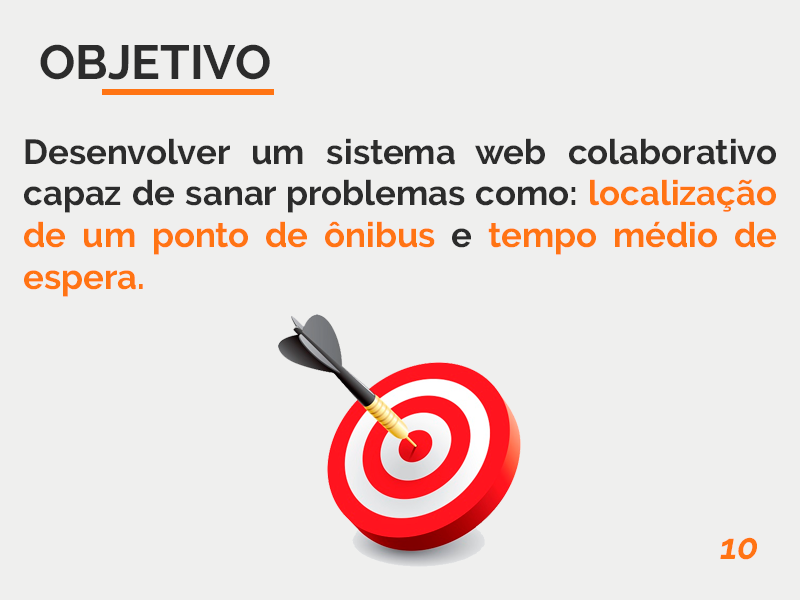 OBJETIVO
Desenvolver um sistema web colaborativo
capaz de sanar problemas como: localização
de um ponto de ônibus e tempo médio de
espera.
10